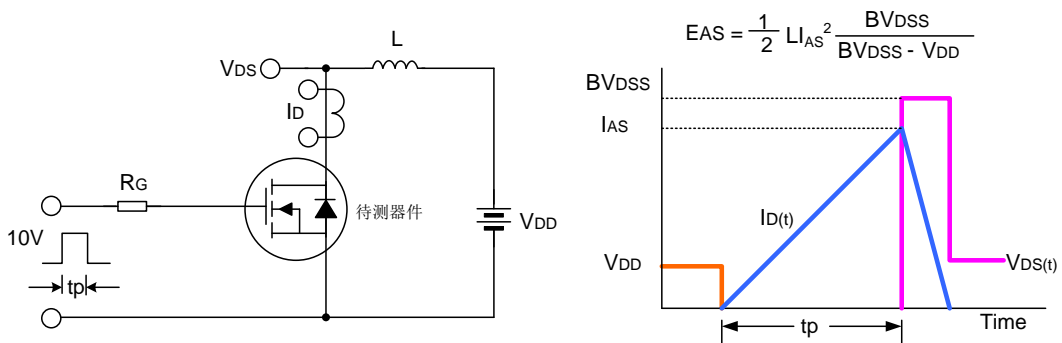 VDS
L
ID
RG
待测器件
10V
tp
VDD
EAS = 1/2 LIAS² BVDSS/(BVDSS - VDD)
BVDSS
IAS
ID(t)
VDD
VDS(t)
tp
Time